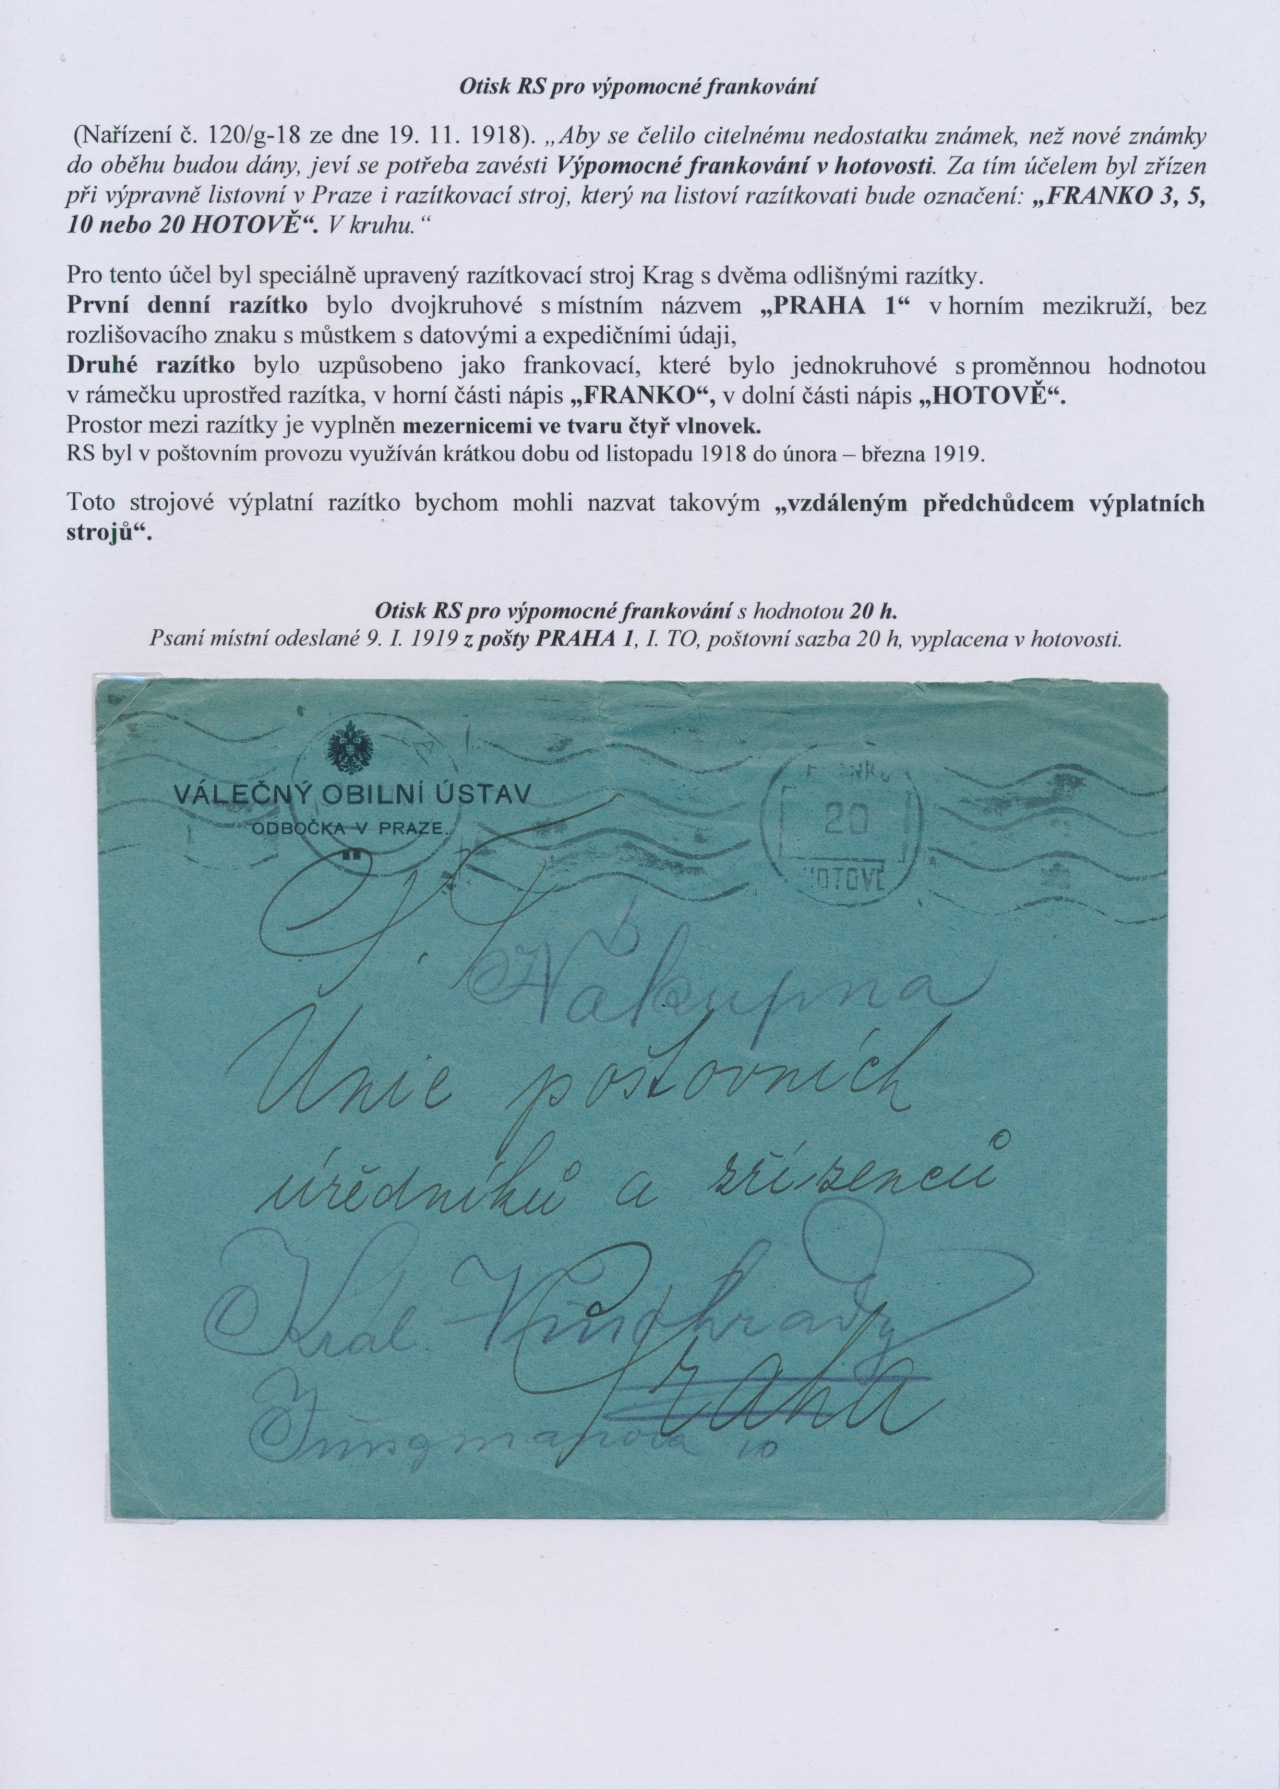 Otisk RS pro výpomocné frankování
(Nařízení č. 120/g-18 ze dne 19. 11. 1918). „Aby se čelilo citelnému nedostatku známek, než nové známky
do oběhu budou dány, jeví se potřeba zavésti Výpomocné frankování v hotovosti. Za tím účelem byl zřízen
při výpravně listovní v Praze i razítkovací stroj, který na listoví razítkovati bude označení: „FRANKO 3, 5,
10 nebo 20 HOTOVĚ“. V kruhu.“
Pro tento účel byl speciálně upravený razítkovací stroj Krag s dvěma odlišnými razítky.
První denní razítko bylo dvojkruhové s místním názvem „PRAHA 1“ v horním mezikruží, bez
rozlišovacího znaku s můstkem s datovými a expedičními údaji,
Druhé razítko bylo uzpůsobeno jako frankovací, které bylo jednokruhové s proměnnou hodnotou
v rámečku uprostřed razítka, v horní části nápis „FRANKO“, v dolní části nápis „HOTOVĚ“.
Prostor mezi razítky je vyplněn mezernicemi ve tvaru čtyř vlnovek.
RS byl v poštovním provozu využíván krátkou dobu od listopadu 1918 do února – března 1919.
Toto strojové výplatní razítko bychom mohli nazvat takovým „vzdáleným předchůdcem výplatních
strojů“.
Otisk RS pro výpomocné frankování s hodnotou 20 h.
Psaní místní odeslané 9. I. 1919 z pošty PRAHA 1, I. TO, poštovní sazba 20 h, vyplacena v hotovosti.
VÁLEČNÝ OBILNÍ ÚSTAV
ODBOČKA V PRAZE.
FRANKO
20
HOTOVĚ
P. T.
Nákupna
Unie poštovních
úředníků a zřízenců
Král. Vinohrady
Praha
Jungmanova 10